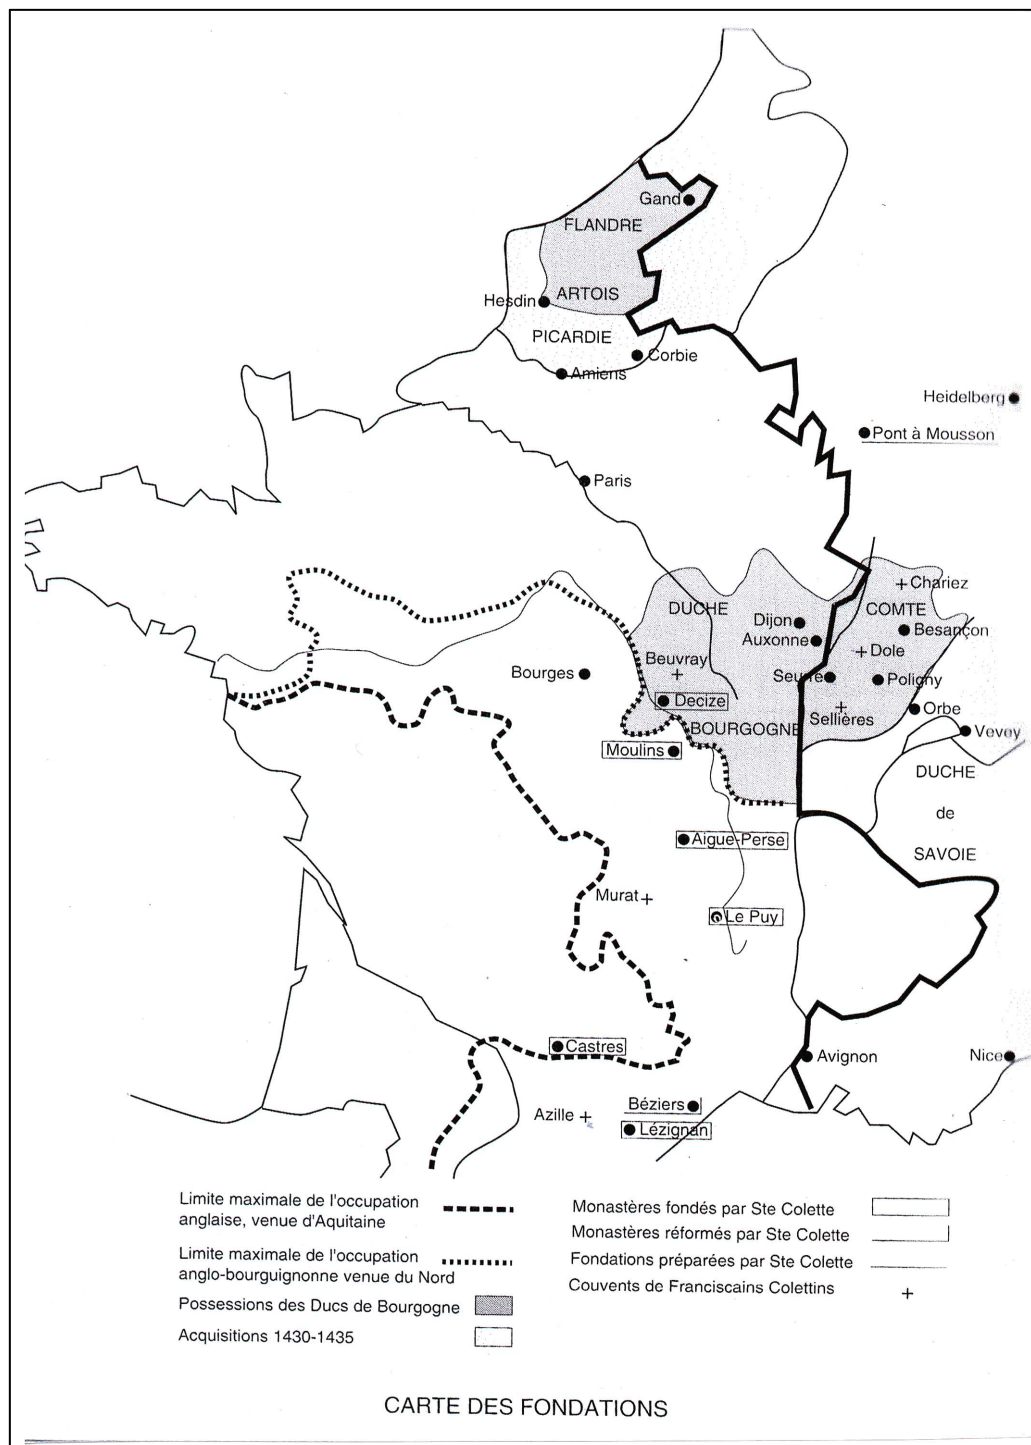 Gand
FLANDRE
Hesdin
ARTOIS
PICARDIE
Corbie
Amiens
Heidelberg
Pont à Mousson
Paris
Chariez
DUCHE
COMTE
Dijon
Besançon
Auxonne
Dole
Beuvray
Bourges
Seurre
Poligny
Decize
Sellières
Orbe
BOURGOGNE
Vevey
Moulins
DUCHE
de
SAVOIE
Aigue-Perse
Murat
Le Puy
Castres
Avignon
Nice
Béziers
Azille
Lézignan
Limite maximale de l'occupation
anglaise, venue d'Aquitaine
Limite maximale de l'occupation
anglo-bourguignonne venue du Nord
Possessions des Ducs de Bourgogne
Acquisitions 1430-1435
Monastères fondés par Ste Colette
Monastères réformés par Ste Colette
Fondations préparées par Ste Colette
Couvents de Franciscains Colettins
CARTE DES FONDATIONS